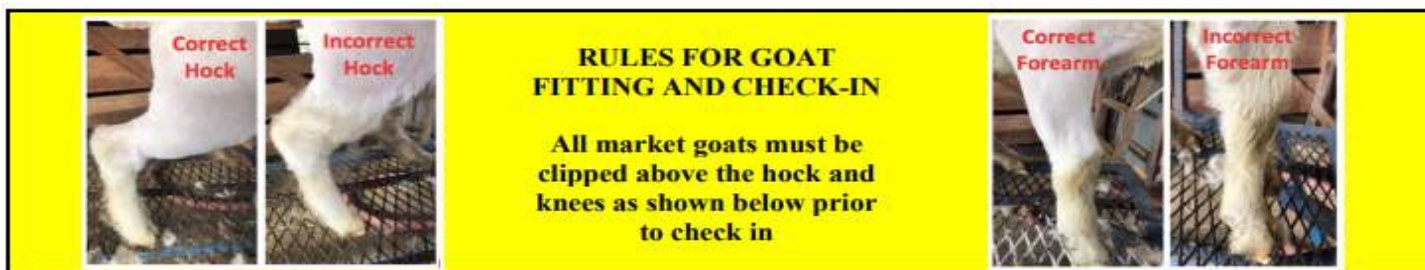 Correct
Hock
Incorrect
Hock
RULES FOR GOAT
FITTING AND CHECK-IN
All market goats must be
clipped above the hock and
knees as shown below prior
to check in
Correct
Forearm
Incorrect
Forearm